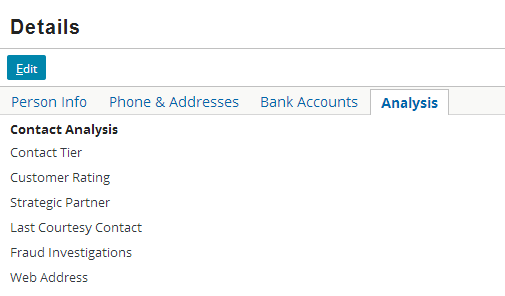 Details
Edit
Person Info Phone & Addresses Bank Accounts Analysis
Contact Analysis
Contact Tier
Customer Rating
Strategic Partner
Last Courtesy Contact
Fraud Investigations
Web Address